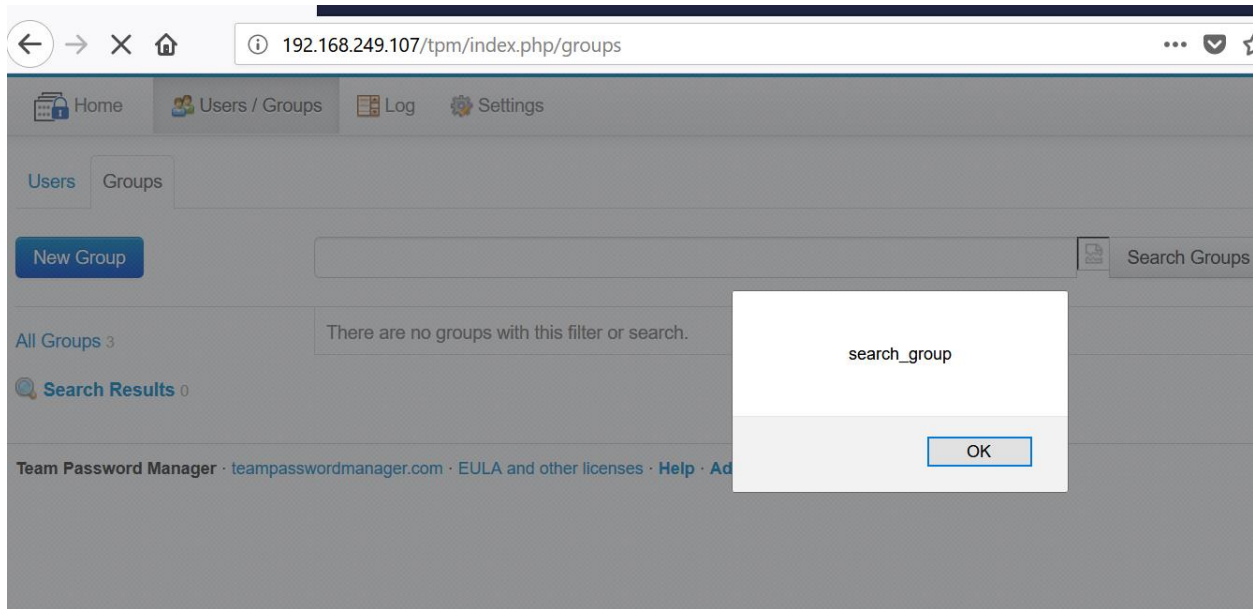 192.168.249.107/tpm/index.php/groups
Home Users / Groups Log Settings
Users Groups
New Group Search Groups
All Groups 3 There are no groups with this filter or search.
search_group
Search Results 0
OK
Team Password Manager · teampasswordmanager.com · EULA and other licenses · Help · Ad